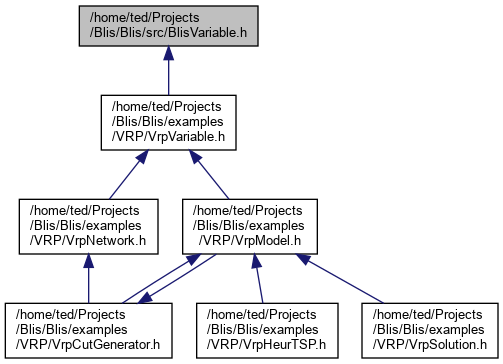 /home/ted/Projects
/Blis/Blis/src/BlisVariable.h
/home/ted/Projects
/Blis/Blis/examples
/VRP/VrpVariable.h
/home/ted/Projects
/Blis/Blis/examples
/VRP/VrpNetwork.h
/home/ted/Projects
/Blis/Blis/examples
/VRP/VrpModel.h
/home/ted/Projects
/Blis/Blis/examples
/VRP/VrpCutGenerator.h
/home/ted/Projects
/Blis/Blis/examples
/VRP/VrpHeurTSP.h
/home/ted/Projects
/Blis/Blis/examples
/VRP/VrpSolution.h